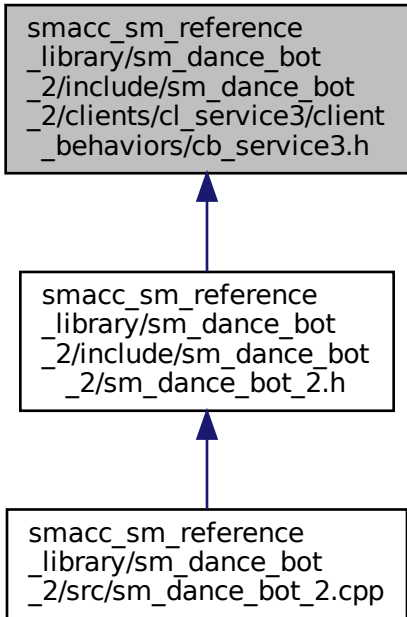 smacc_sm_reference
_library/sm_dance_bot
_2/include/sm_dance_bot
_2/clients/cl_service3/client
_behaviors/cb_service3.h
smacc_sm_reference
_library/sm_dance_bot
_2/include/sm_dance_bot
_2/sm_dance_bot_2.h
smacc_sm_reference
_library/sm_dance_bot
_2/src/sm_dance_bot_2.cpp